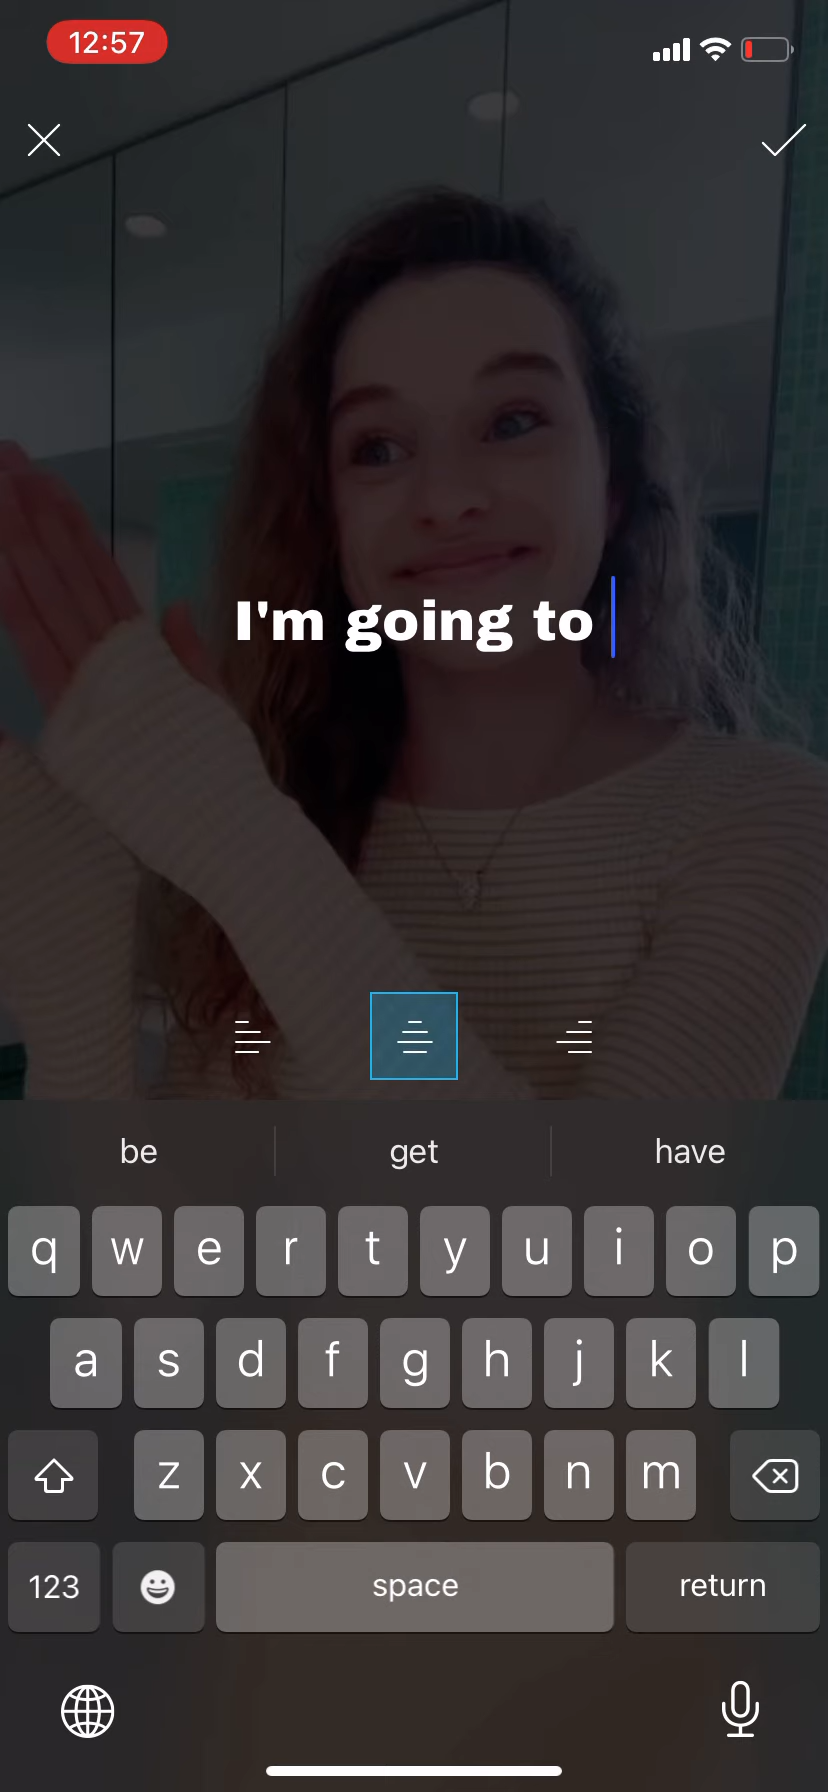 12:57
I'm going to
be get have
q w e r t y u i o p
a s d f g h j k l
z x c v b n m
123 space return